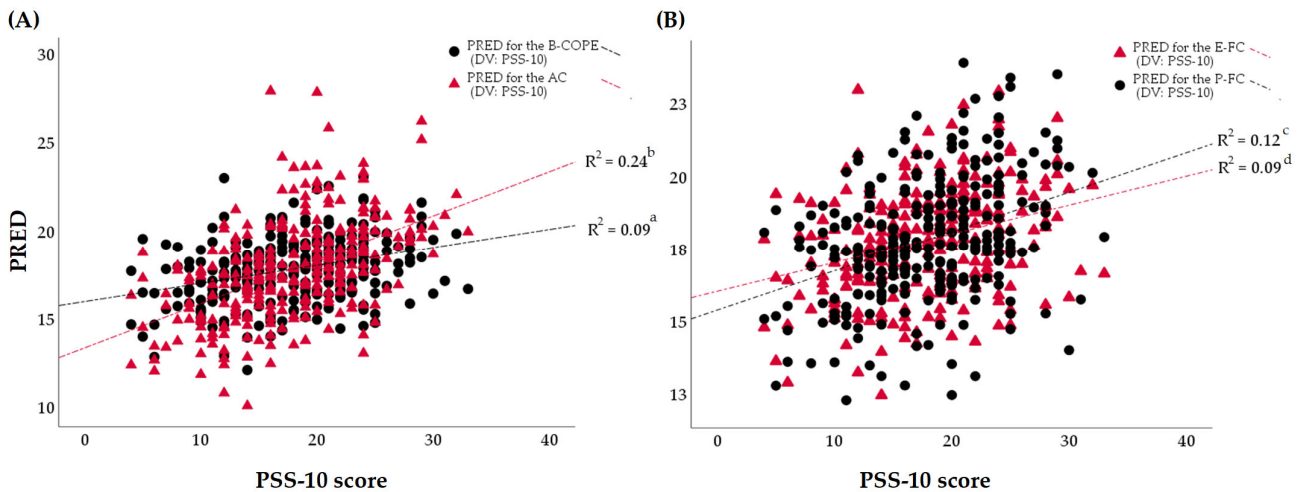 (A)
(B)
30
25
20
15
10
PRED
PRED for the B-COPE
(DV: PSS-10)
PRED for the AC
(DV: PSS-10)
R² = 0.24ᵇ
R² = 0.09ᵃ
0 10 20 30 40
PSS-10 score
23
20
18
15
13
PRED for the E-FC
(DV: PSS-10)
PRED for the P-FC
(DV: PSS-10)
R² = 0.12ᶜ
R² = 0.09ᵈ
0 10 20 30 40
PSS-10 score